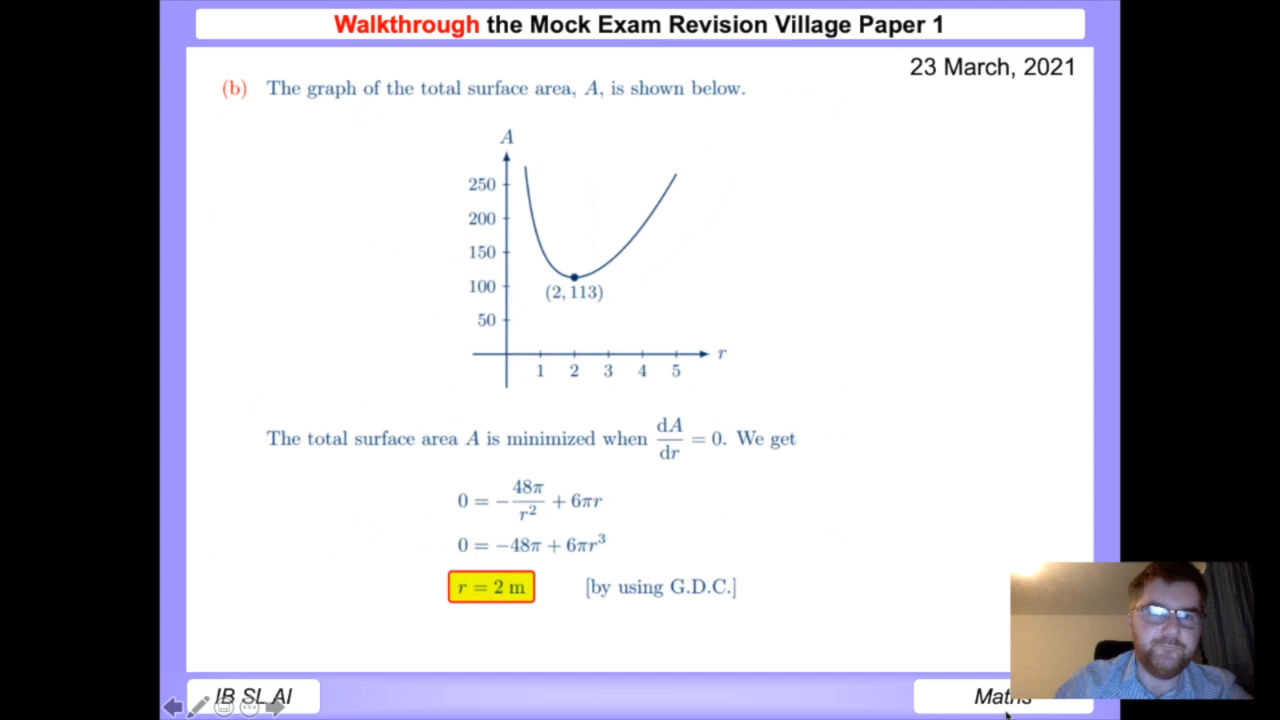 Walkthrough the Mock Exam Revision Village Paper 1
23 March, 2021
(b) The graph of the total surface area, A, is shown below.
A
250
200
150
100
50
(2, 113)
r
1 2 3 4 5
The total surface area A is minimized when dA/dr = 0. We get
0 = −48π/r² + 6πr
0 = −48π + 6πr³
r = 2 m [by using G.D.C.]
IB SL AI
Maths